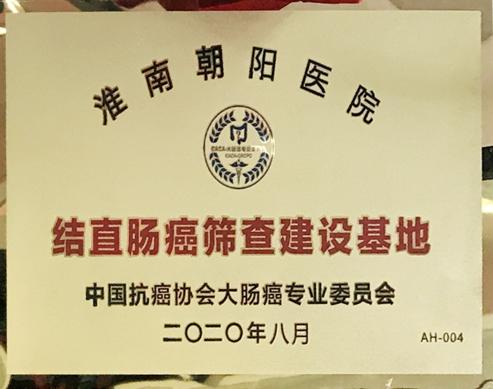 淮南朝阳医院
结直肠癌筛查建设基地
中国抗癌协会大肠癌专业委员会
二〇二〇年八月
AH-004